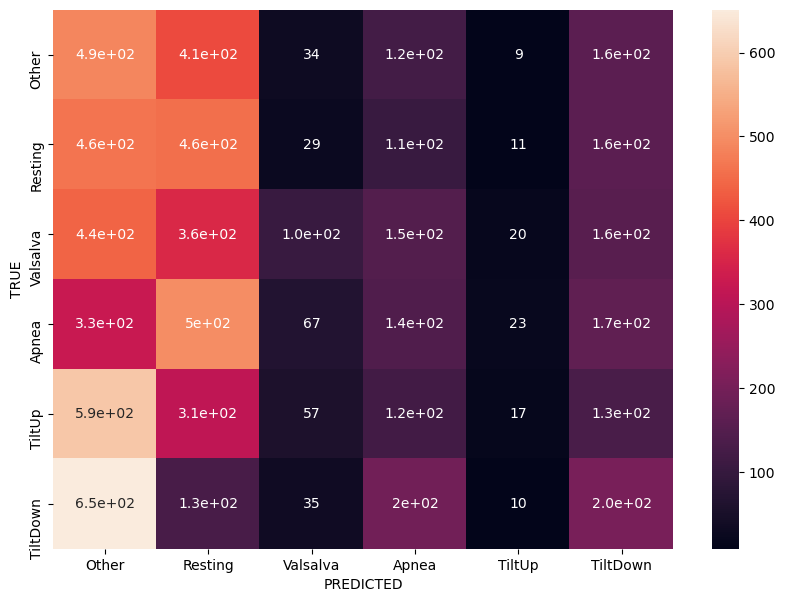 Other 4.9e+02 4.1e+02 34 1.2e+02 9 1.6e+02
Resting 4.6e+02 4.6e+02 29 1.1e+02 11 1.6e+02
Valsalva 4.4e+02 3.6e+02 1.0e+02 1.5e+02 20 1.6e+02
Apnea 3.3e+02 5e+02 67 1.4e+02 23 1.7e+02
TiltUp 5.9e+02 3.1e+02 57 1.2e+02 17 1.3e+02
TiltDown 6.5e+02 1.3e+02 35 2e+02 10 2.0e+02
Other Resting Valsalva Apnea TiltUp TiltDown
PREDICTED
TRUE
600
500
400
300
200
100